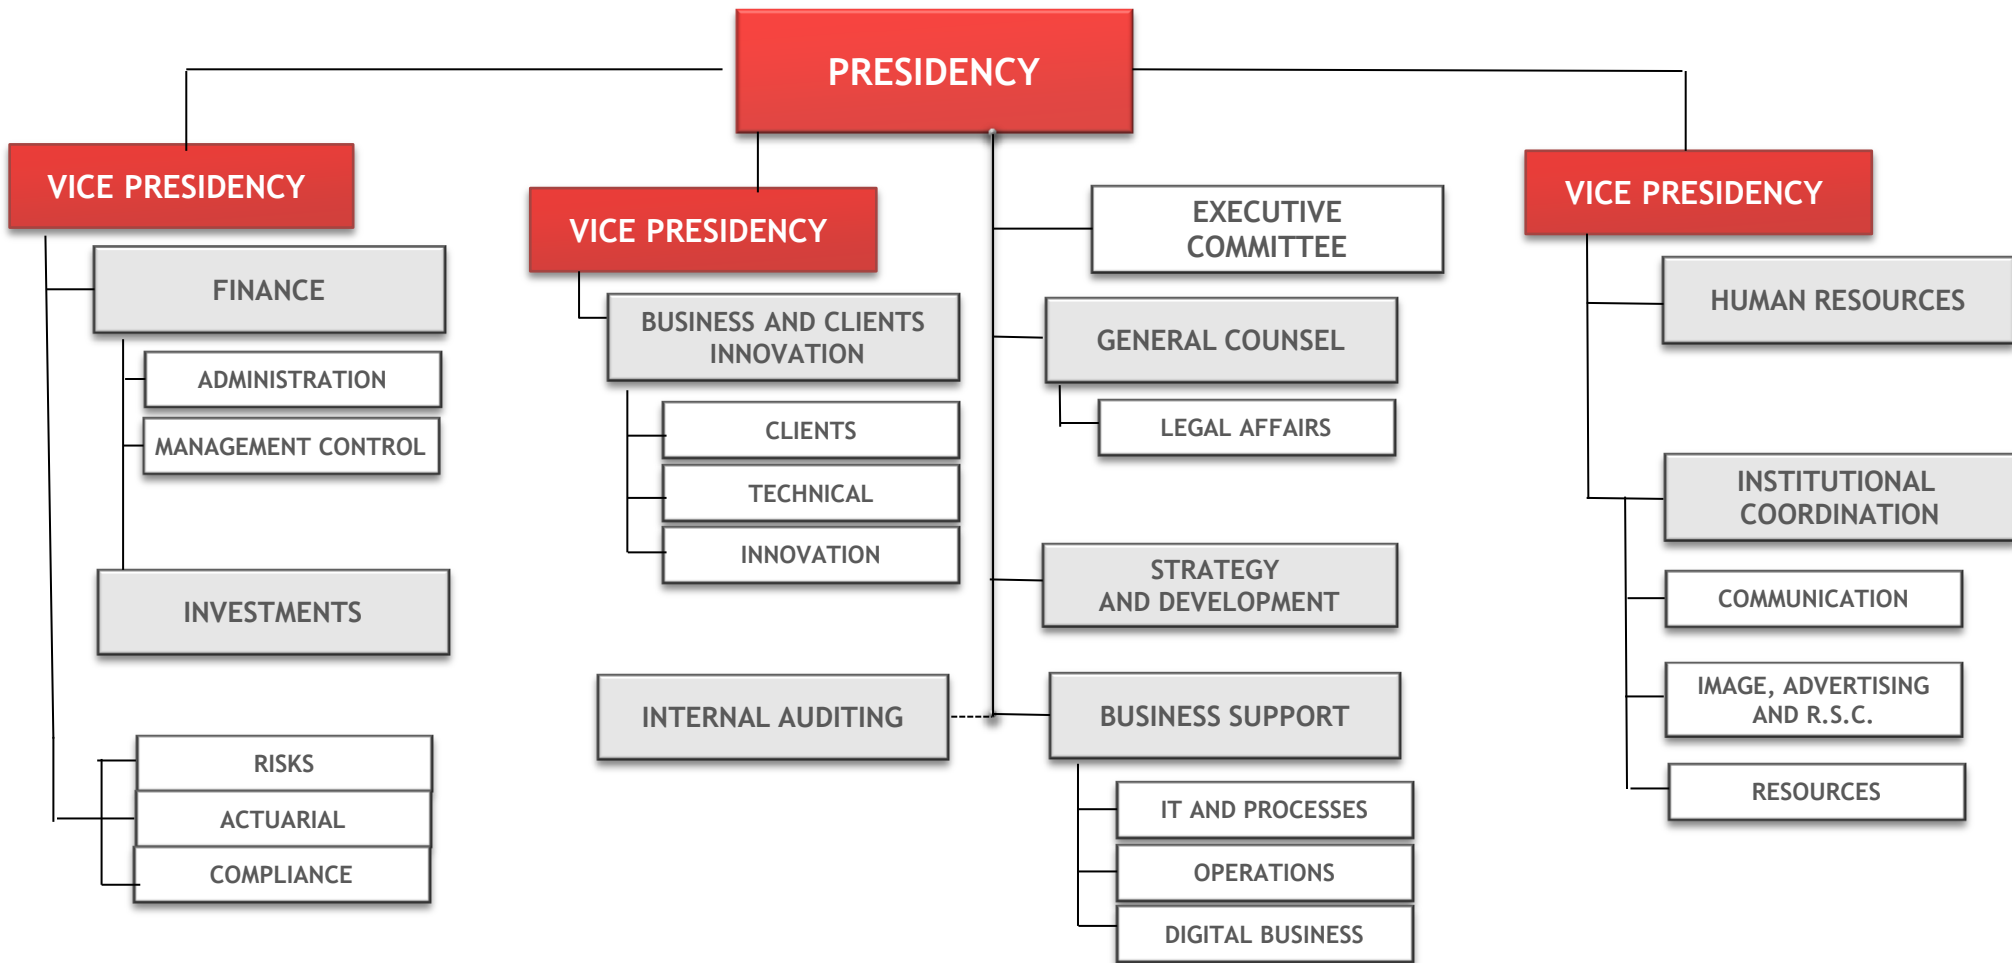 PRESIDENCY
VICE PRESIDENCY
FINANCE
ADMINISTRATION
MANAGEMENT CONTROL
INVESTMENTS
RISKS
ACTUARIAL
COMPLIANCE
VICE PRESIDENCY
BUSINESS AND CLIENTS
INNOVATION
CLIENTS
TECHNICAL
INNOVATION
INTERNAL AUDITING
EXECUTIVE
COMMITTEE
GENERAL COUNSEL
LEGAL AFFAIRS
STRATEGY
AND DEVELOPMENT
BUSINESS SUPPORT
IT AND PROCESSES
OPERATIONS
DIGITAL BUSINESS
VICE PRESIDENCY
HUMAN RESOURCES
INSTITUTIONAL
COORDINATION
COMMUNICATION
IMAGE, ADVERTISING
AND R.S.C.
RESOURCES